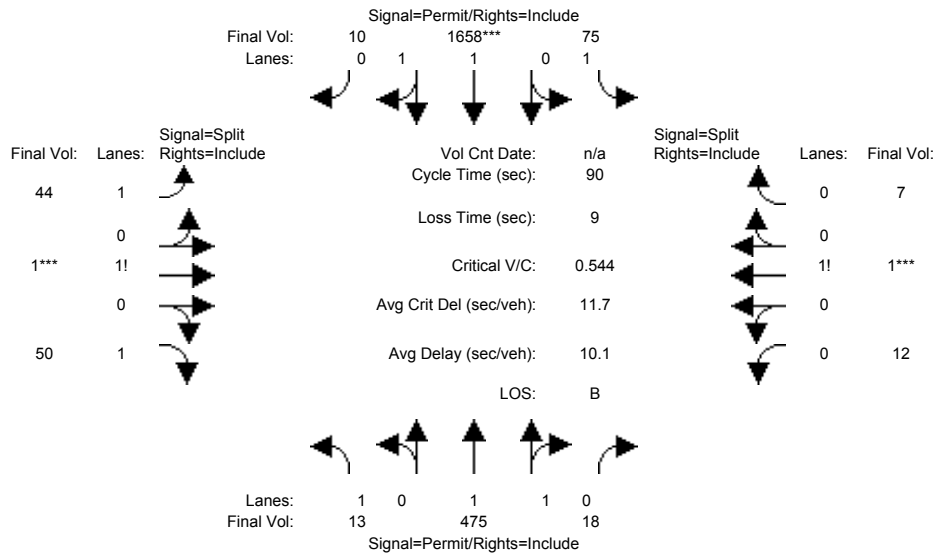 Signal=Permit/Rights=Include
Final Vol: 10 1658*** 75
Lanes: 0 1 1 0 1
Signal=Split
Final Vol: Lanes: Rights=Include
Vol Cnt Date: n/a
Signal=Split
Rights=Include Lanes: Final Vol:
Cycle Time (sec): 90
44 1
0 7
Loss Time (sec): 9
0
0
1*** 1!
Critical V/C: 0.544
1! 1***
0
Avg Crit Del (sec/veh): 11.7
0
50 1
Avg Delay (sec/veh): 10.1
0 12
LOS: B
Lanes: 1 0 1 1 0
Final Vol: 13 475 18
Signal=Permit/Rights=Include